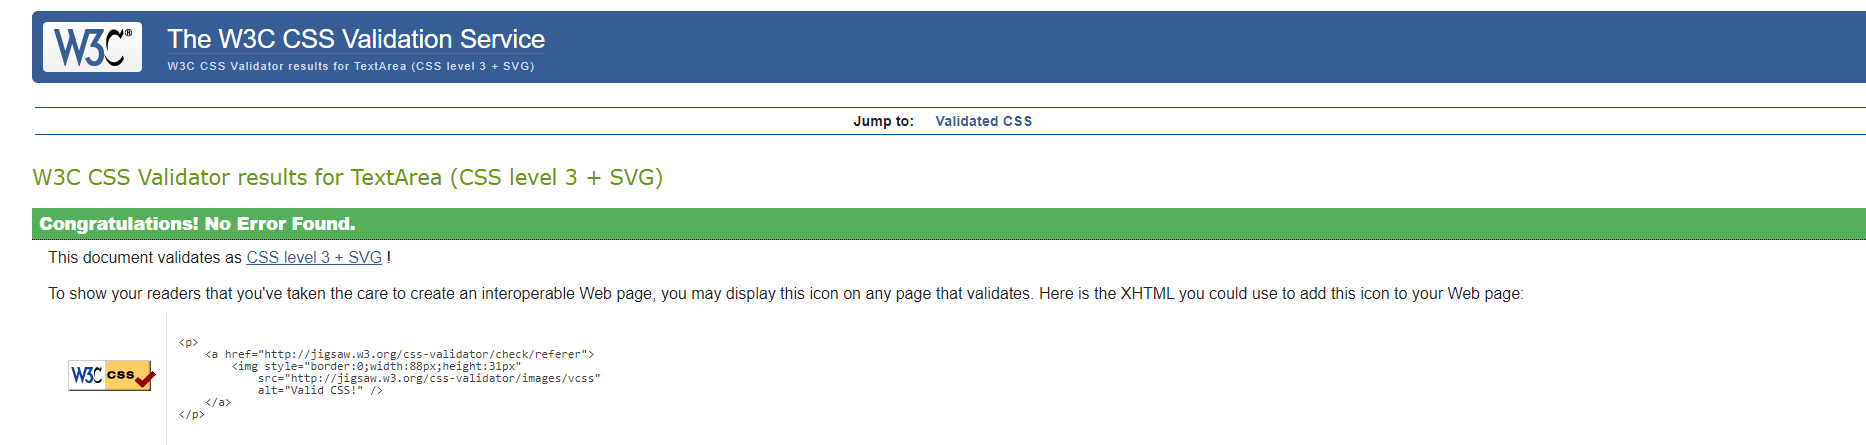 W3C®
The W3C CSS Validation Service
W3C CSS Validator results for TextArea (CSS level 3 + SVG)
Jump to: Validated CSS
W3C CSS Validator results for TextArea (CSS level 3 + SVG)
Congratulations! No Error Found.
This document validates as CSS level 3 + SVG !
To show your readers that you've taken the care to create an interoperable Web page, you may display this icon on any page that validates. Here is the XHTML you could use to add this icon to your Web page:
W3C css
<p>
    <a href="http://jigsaw.w3.org/css-validator/check/referer">
        <img style="border:0;width:88px;height:31px"
            src="http://jigsaw.w3.org/css-validator/images/vcss"
            alt="Valid CSS!" />
    </a>
</p>